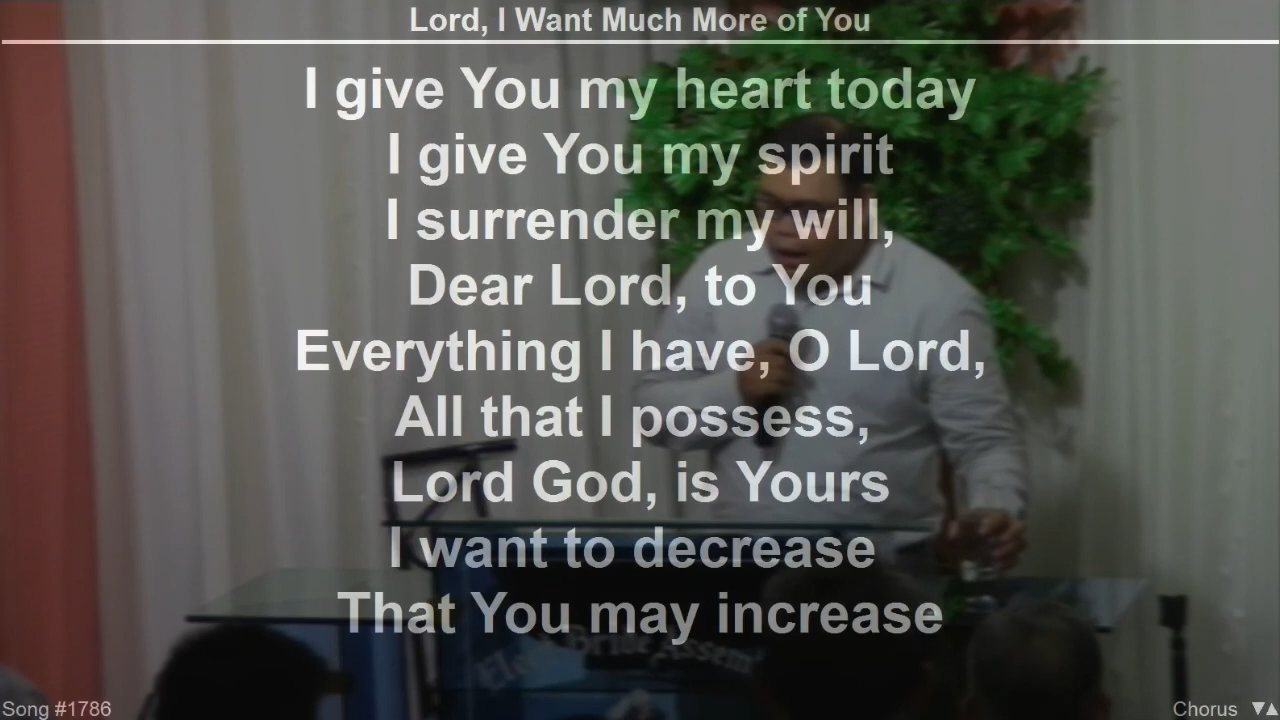 Lord, I Want Much More of You
I give You my heart today
I give You my spirit
I surrender my will,
Dear Lord, to You
Everything I have, O Lord,
All that I possess,
Lord God, is Yours
I want to decrease
That You may increase
Bride
Song #1786
Chorus ▼▲